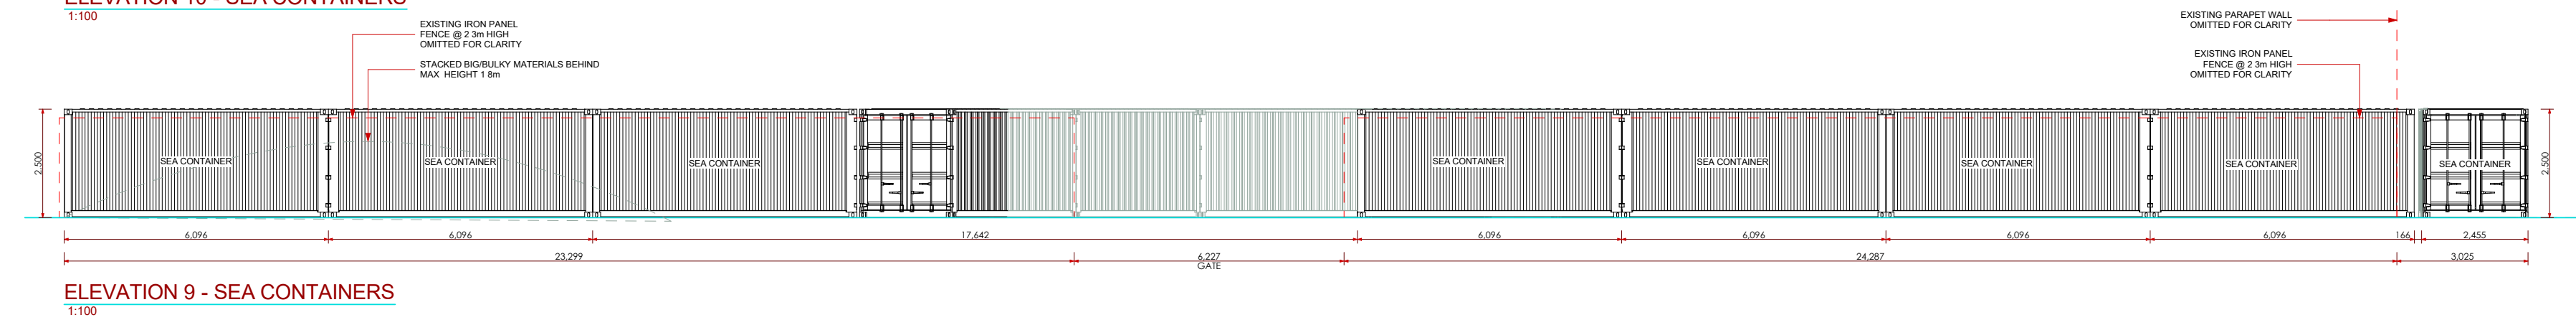 ELEVATION 10 - SEA CONTAINERS
1:100
EXISTING IRON PANEL
FENCE @ 2 3m HIGH
OMITTED FOR CLARITY
STACKED BIG/BULKY MATERIALS BEHIND
MAX HEIGHT 1 8m
EXISTING PARAPET WALL
OMITTED FOR CLARITY
EXISTING IRON PANEL
FENCE @ 2 3m HIGH
OMITTED FOR CLARITY
2,500
SEA CONTAINER
SEA CONTAINER
SEA CONTAINER
SEA CONTAINER
SEA CONTAINER
SEA CONTAINER
SEA CONTAINER
SEA CONTAINER
2,500
6,096
6,096
17,642
6,096
6,096
6,096
6,096
166
2,455
23,299
6,227
GATE
24,287
3,025
ELEVATION 9 - SEA CONTAINERS
1:100